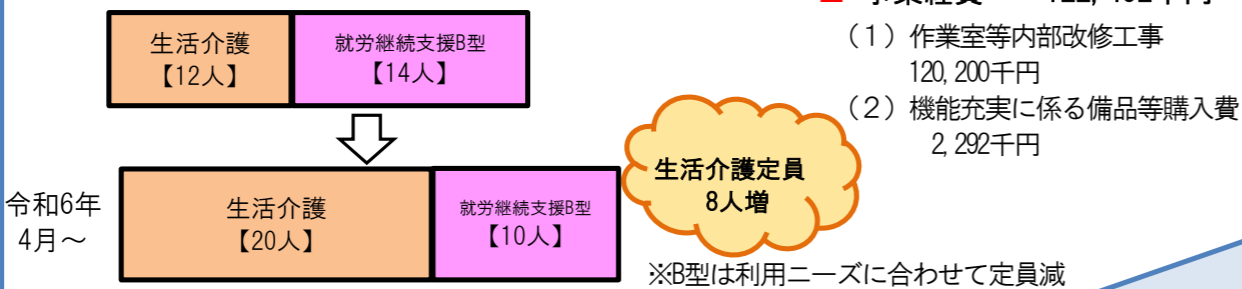 生活介護
【12人】
就労継続支援B型
【14人】
(1)作業室等内部改修工事
120,200千円
(2)機能充実に係る備品等購入費
2,292千円
生活介護定員
8人増
令和6年
4月～
生活介護
【20人】
就労継続支援B型
【10人】
※B型は利用ニーズに合わせて定員減